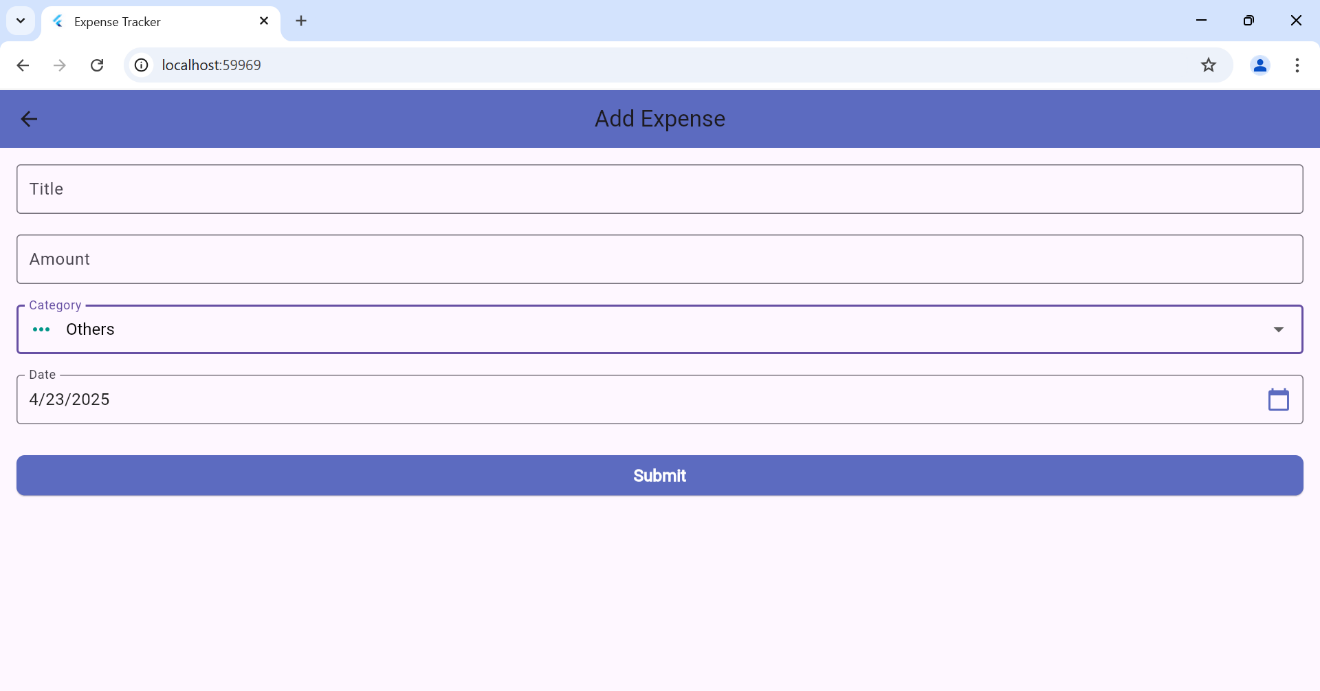 Expense Tracker
localhost:59969
Add Expense
Title
Amount
Category
Others
Date
4/23/2025
Submit